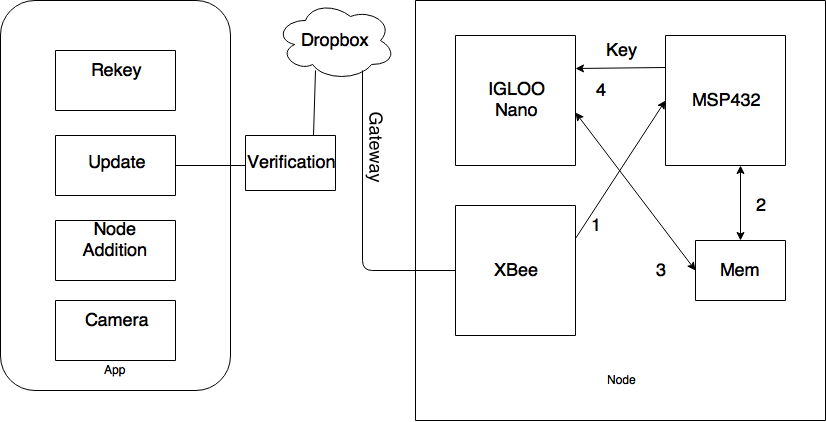 Rekey
Update
Node
Addition
Camera
App
Verification
Dropbox
Gateway
IGLOO
Nano
Key
4
MSP432
XBee
1
2
3
Mem
Node